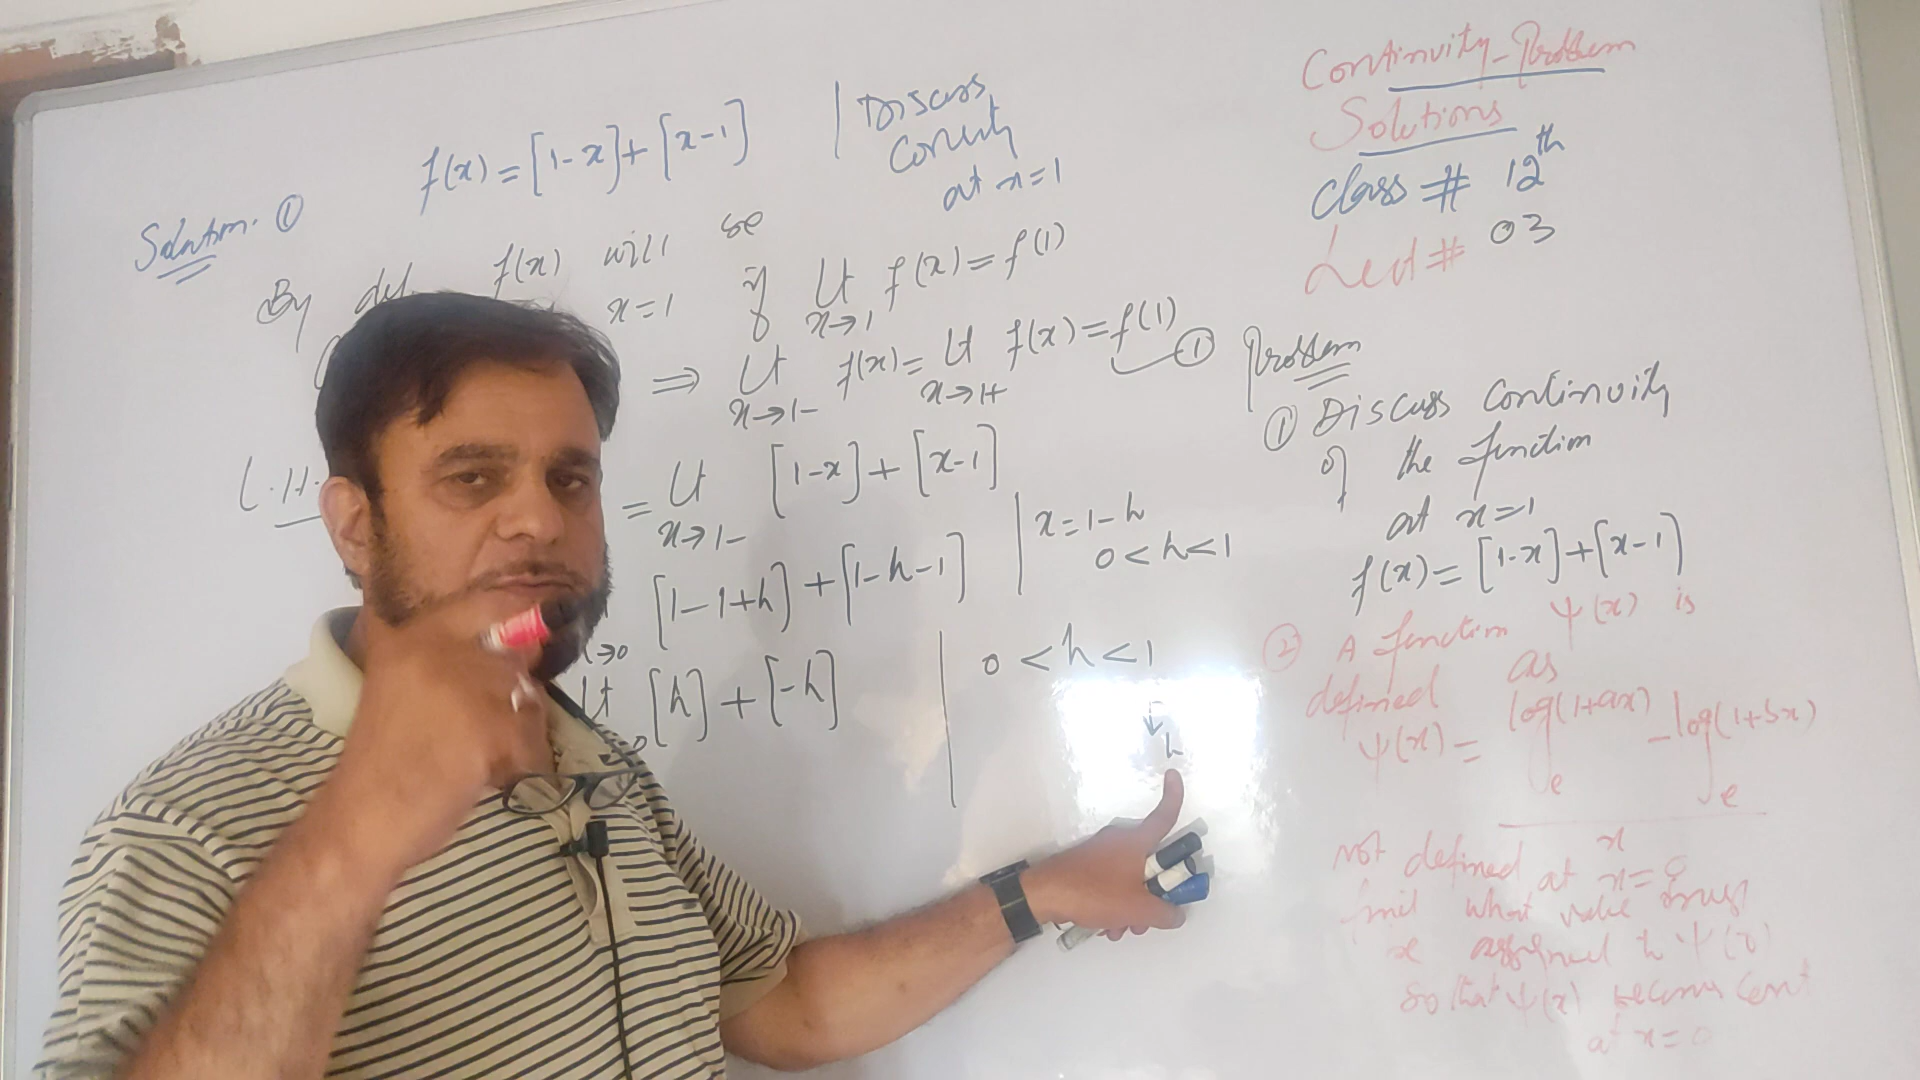 f(x) = [1-x] + [x-1] | Discuss
at x=1
Solution. ①
By f(x) will be
x=1 if Lt f(x) = f(1)
x→1
⇒ Lt f(x) = Lt f(x) = f(1) ①
x→1- x→1+
L.H.
= Lt [1-x] + [x-1]
x→1-
x=1-h
0<h<1
[1-1+h] + [1-h-1]
→0
Lt [h] + [-h]
0
0<h<1
h
Continuity-Problem
Solutions
Class # 12th
Lect # 03
Problem
① Discuss continuity
of the function
at x=1
f(x) = [1-x] + [x-1]
② A function ψ(x) is
defined as
ψ(x) = log(1+ax) - log(1+bx)
e e
x
not defined at x=0
find what value must
be assigned to ψ(0)
so that ψ(x) becomes cont
at x=0